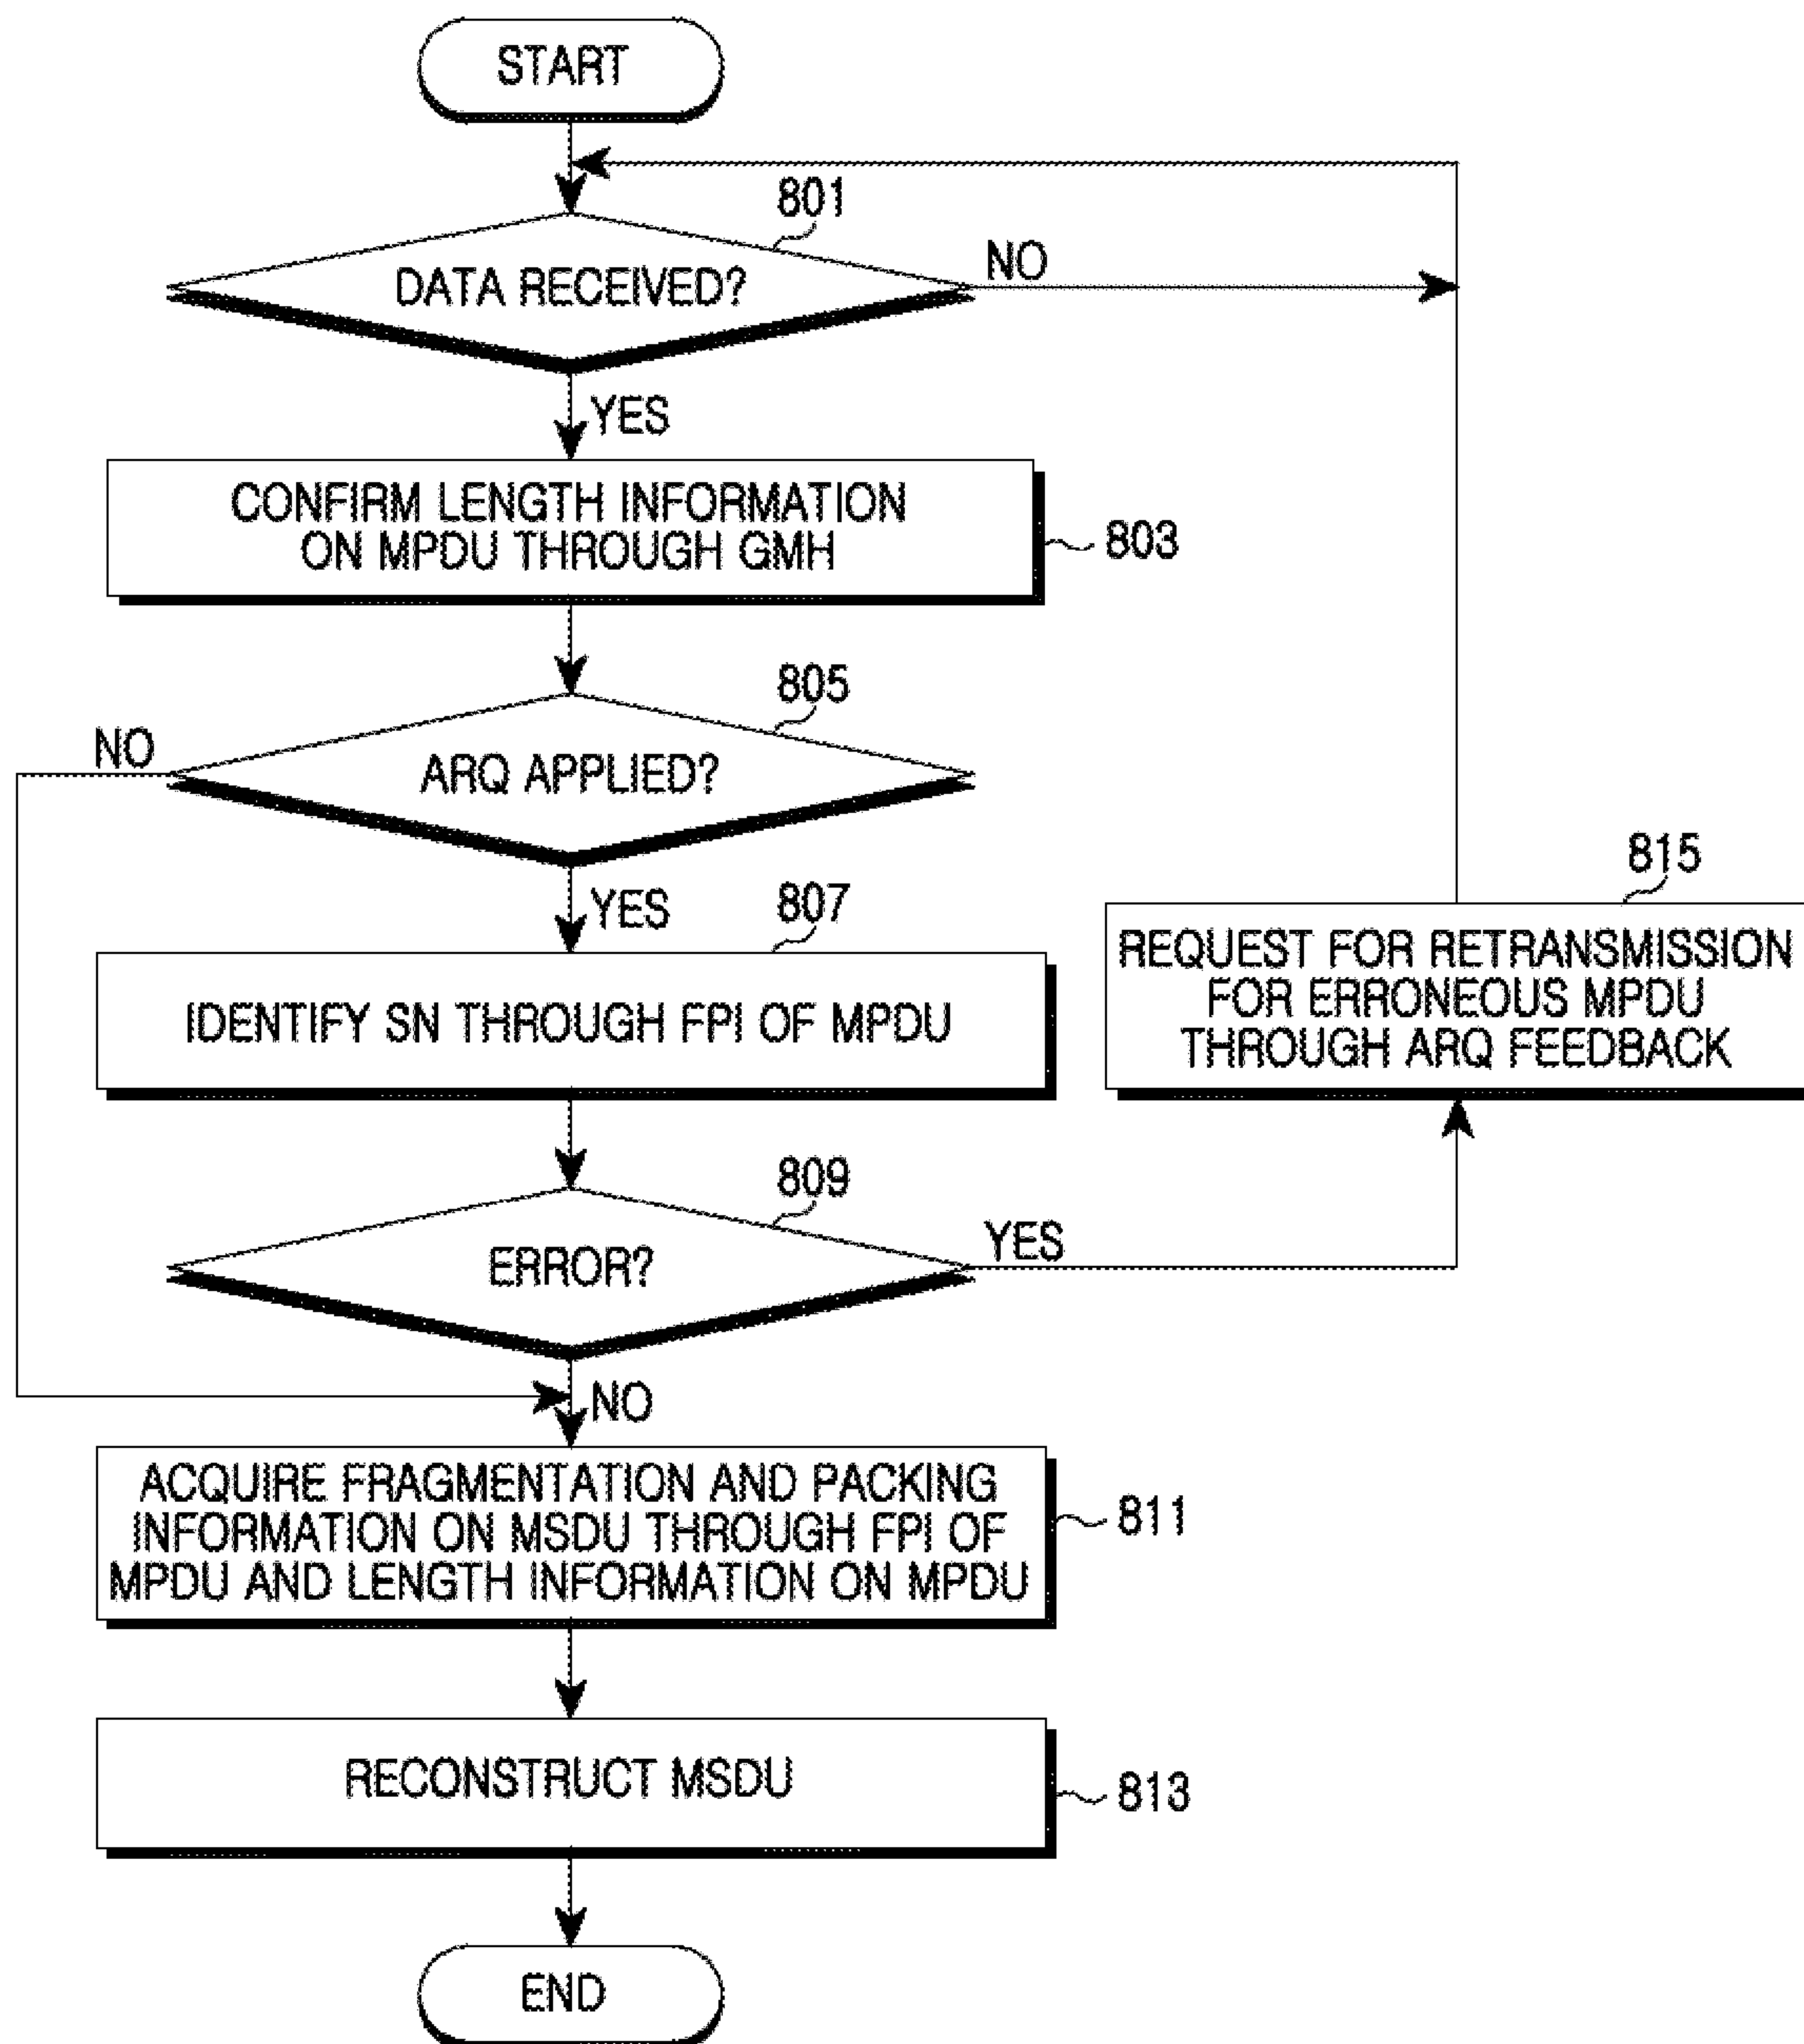 START
801
DATA RECEIVED?
NO
YES
CONFIRM LENGTH INFORMATION
ON MPDU THROUGH GMH
803
805
NO
ARQ APPLIED?
YES
807
IDENTIFY SN THROUGH FPI OF MPDU
815
REQUEST FOR RETRANSMISSION
FOR ERRONEOUS MPDU
THROUGH ARQ FEEDBACK
809
ERROR?
YES
NO
ACQUIRE FRAGMENTATION AND PACKING
INFORMATION ON MSDU THROUGH FPI OF
MPDU AND LENGTH INFORMATION ON MPDU
811
RECONSTRUCT MSDU
813
END